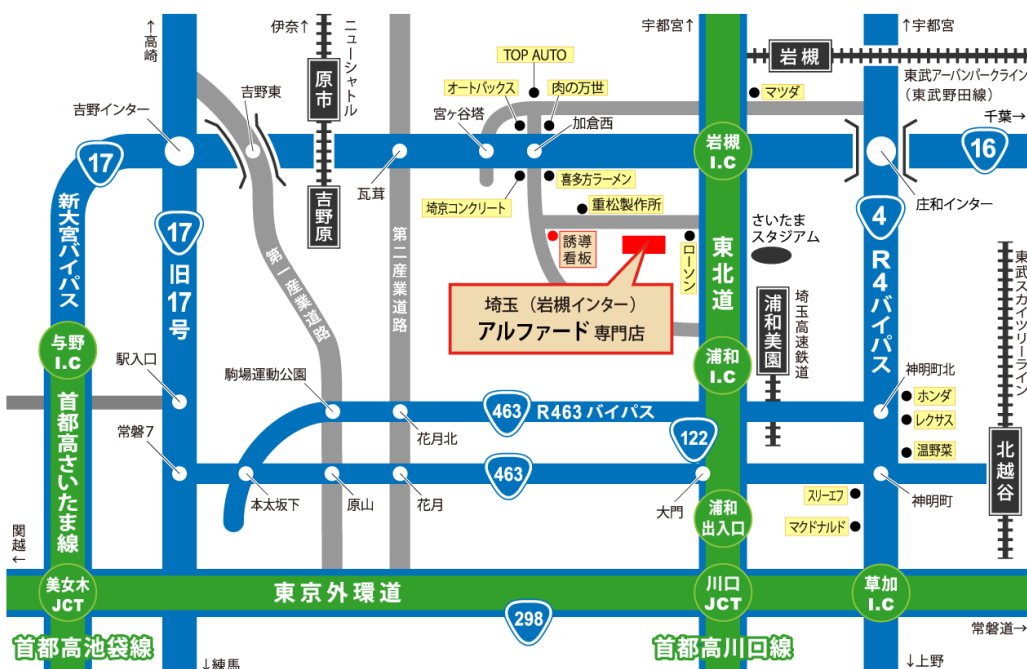 ↑高崎
伊奈↑
ニューシャトル
原市
吉野原
宇都宮↑
↑宇都宮
岩槻
東武アーバンパークライン
(東武野田線)
千葉→
TOP AUTO
オートバックス
肉の万世
マツダ
吉野インター
吉野東
宮ヶ谷塔
加倉西
17
瓦葺
岩槻
I.C
16
庄和インター
喜多方ラーメン
埼京コンクリート
重松製作所
新大宮バイパス
17
旧17号
第一産業道路
第二産業道路
誘導
看板
ローソン
東北道
さいたま
スタジアム
4
R4バイパス
東武スカイツリーライン
埼玉(岩槻インター)
アルファード専門店
浦和美園
埼玉高速鉄道
与野
I.C
浦和
I.C
駅入口
駒場運動公園
神明町北
ホンダ
レクサス
温野菜
463
R463バイパス
花月北
122
首都高さいたま線
常磐7
463
北越谷
本太坂下
原山
花月
大門
神明町
スリーエフ
マクドナルド
浦和
出入口
関越
←
美女木
JCT
東京外環道
川口
JCT
草加
I.C
298
常磐道→
首都高池袋線
首都高川口線
↓練馬
↓上野